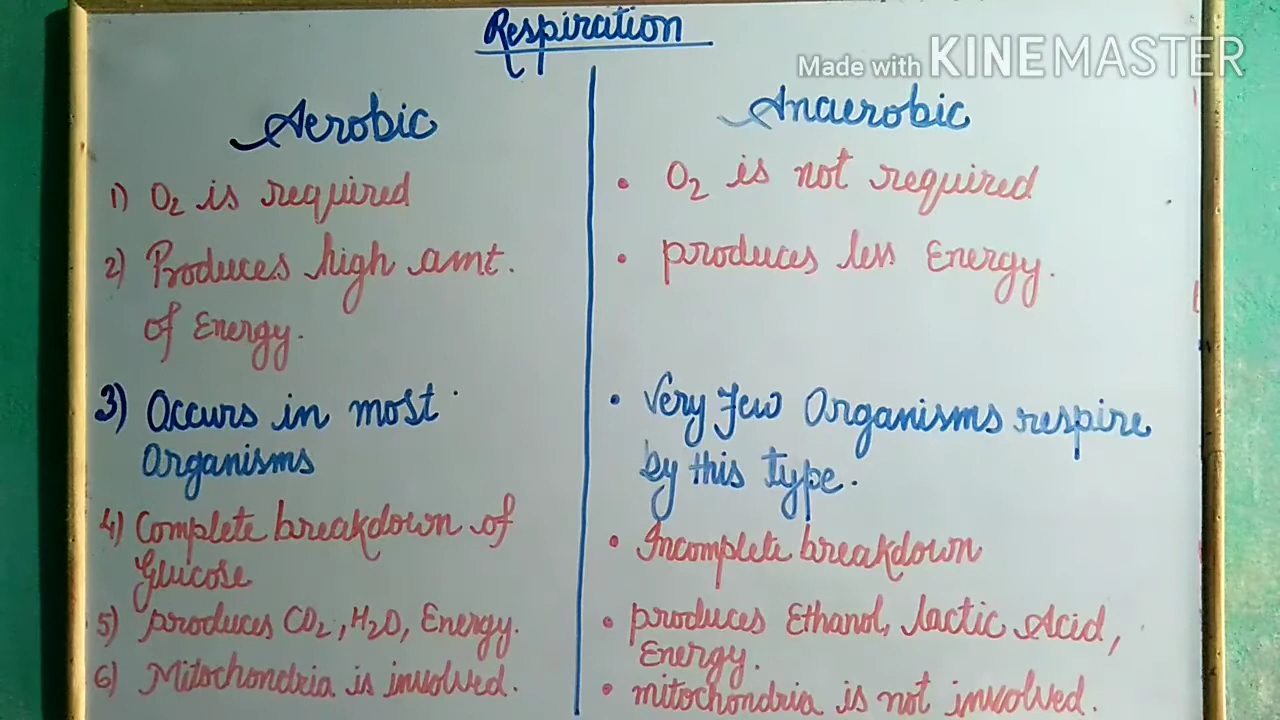 Respiration
Made with KINEMASTER
Aerobic
1) O₂ is required
2) Produces high amt.
of Energy.
3) Occurs in most
Organisms
4) Complete breakdown of
Glucose
5) produces CO₂, H₂O, Energy.
6) Mitochondria is involved.
Anaerobic
• O₂ is not required
• produces less Energy.
• Very Few Organisms respire
by this type.
• Incomplete breakdown
• produces Ethanol, lactic Acid,
Energy.
• mitochondria is not involved.